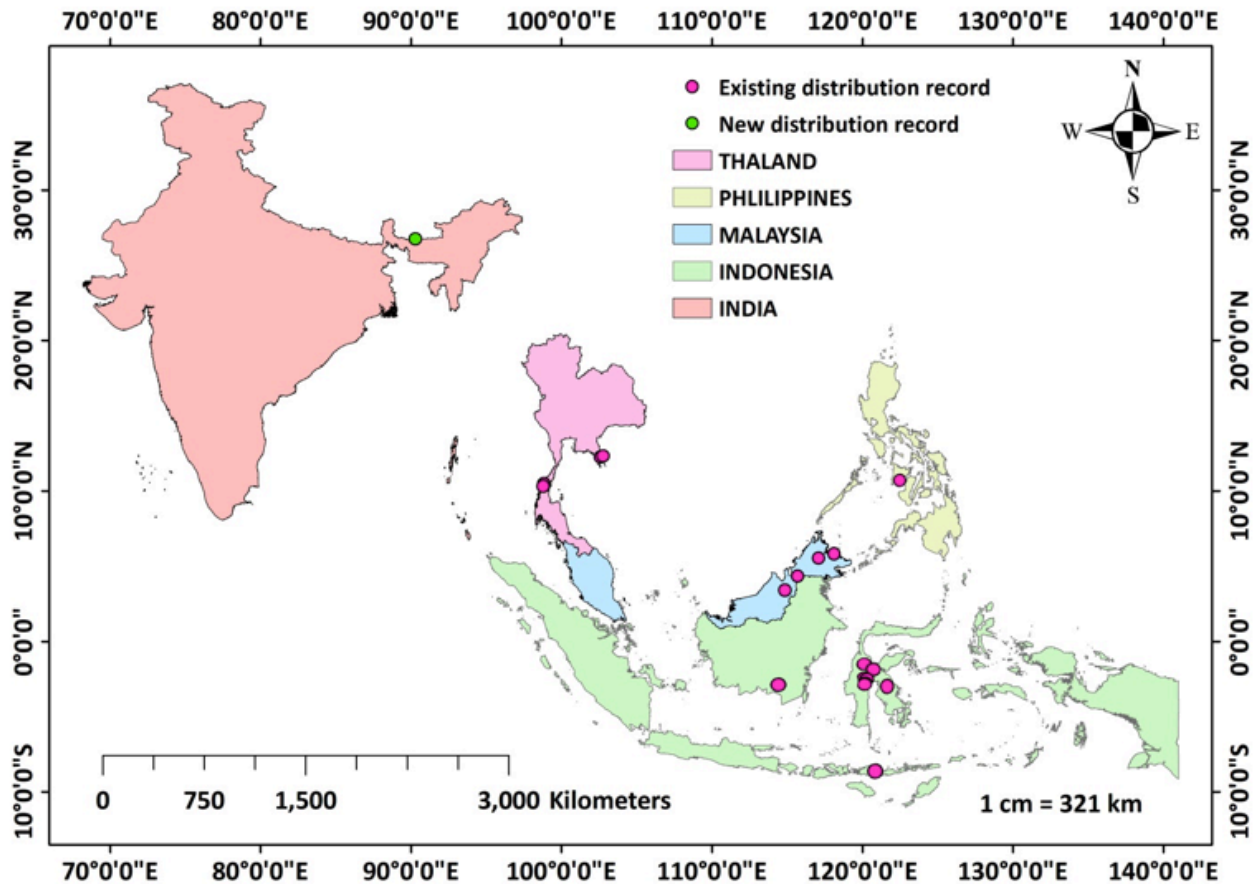 70°0'0"E 80°0'0"E 90°0'0"E 100°0'0"E 110°0'0"E 120°0'0"E 130°0'0"E 140°0'0"E
N
W E
S
Existing distribution record
New distribution record
THALAND
PHLILIPPINES
MALAYSIA
INDONESIA
INDIA
30°0'0"N
20°0'0"N
10°0'0"N
0°0'0"
10°0'0"S
30°0'0"N
20°0'0"N
10°0'0"N
0°0'0"
10°0'0"S
0 750 1,500 3,000 Kilometers
1 cm = 321 km
70°0'0"E 80°0'0"E 90°0'0"E 100°0'0"E 110°0'0"E 120°0'0"E 130°0'0"E 140°0'0"E